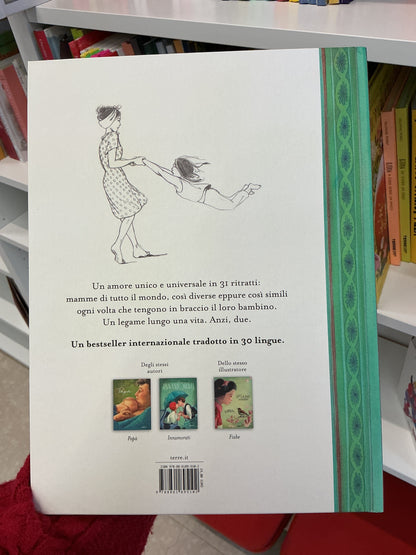 Un amore unico e universale in 31 ritratti:
mamme di tutto il mondo, così diverse eppure così simili
ogni volta che tengono in braccio il loro bambino.
Un legame lungo una vita. Anzi, due.
Un bestseller internazionale tradotto in 30 lingue.
Degli stessi
autori
Dello stesso
illustratore
Papà
Innamorati
Fiabe
terre.it